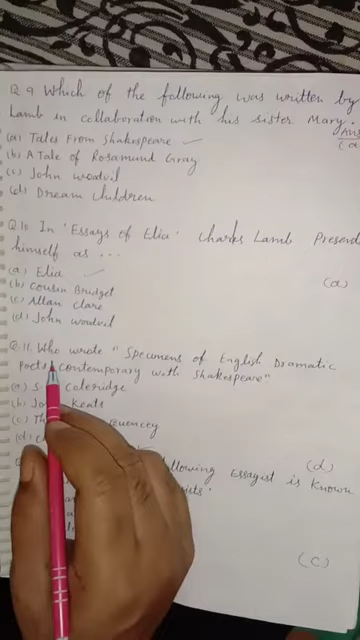 Q 9 Which of the following was written by
Lamb in collaboration with his sister Mary.
(a) Tales From Shakespeare
Ans
(a)
(b) A Tale of Rosamund Gray
(c) John woodvil
(d) Dream Children
Q.10. In 'Essays of Elia' Charles Lamb Present
himself as ...
(a) Elia
(a)
(b) Cousin Bridget
(c) Allan Clare
(d) John woodvil
Q.11. Who wrote "Specimens of English Dramatic
Poets contemporary with Shakespeare"
(a) Coleridge
(b) Keats
(c)
(d)
(d)
following Essayist is known
(c)